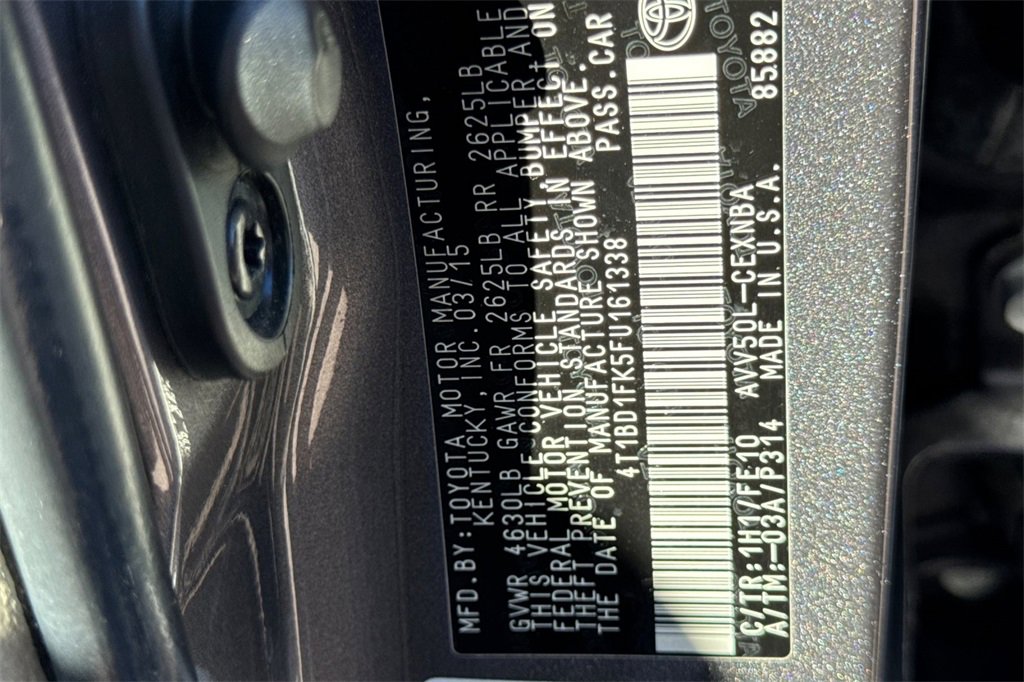 MFD.BY:TOYOTA MOTOR MANUFACTURING,
KENTUCKY,INC.03/15
GVWR 4630LB GAWR FR 2625LB RR 2625LB
THIS VEHICLE CONFORMS TO ALL APPLICABLE
FEDERAL MOTOR VEHICLE SAFETY,BUMPER,AND
THEFT PREVENTION STANDARDS IN EFFECT ON
THE DATE OF MANUFACTURE SHOWN ABOVE.
4T1BD1FK5FU161338 PASS.CAR
C/TR:1H17/FE10 AVV50L-CEXNBA
A/TM:-03A/P314 MADE IN U.S.A. 85882
TOYOTA